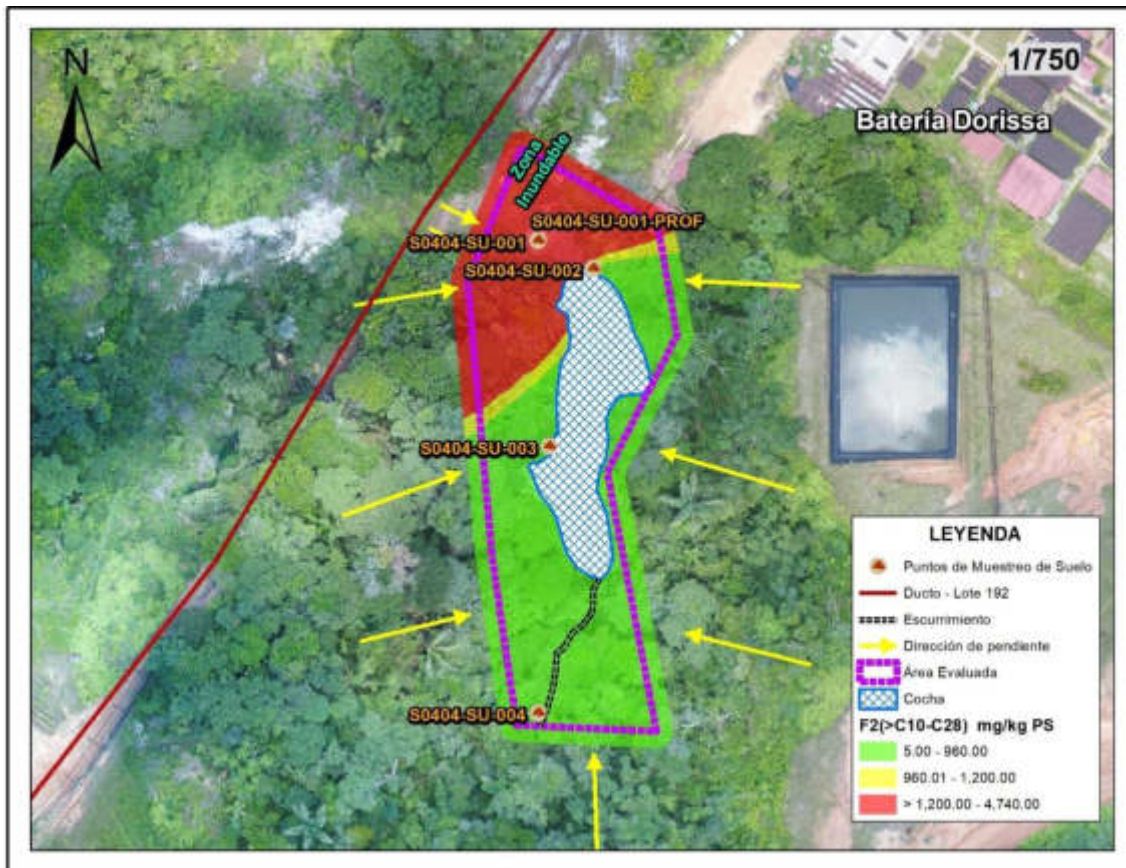 N
1/750
Batería Dorissa
Zona
Inundable
S0404-SU-001-PROF
S0404-SU-001
S0404-SU-002
S0404-SU-003
S0404-SU-004
LEYENDA
Puntos de Muestreo de Suelo
Ducto - Lote 192
Escurrimiento
Dirección de pendiente
Área Evaluada
Cocha
F2(>C10-C28) mg/kg PS
5.00 - 960.00
960.01 - 1,200.00
> 1,200.00 - 4,740.00